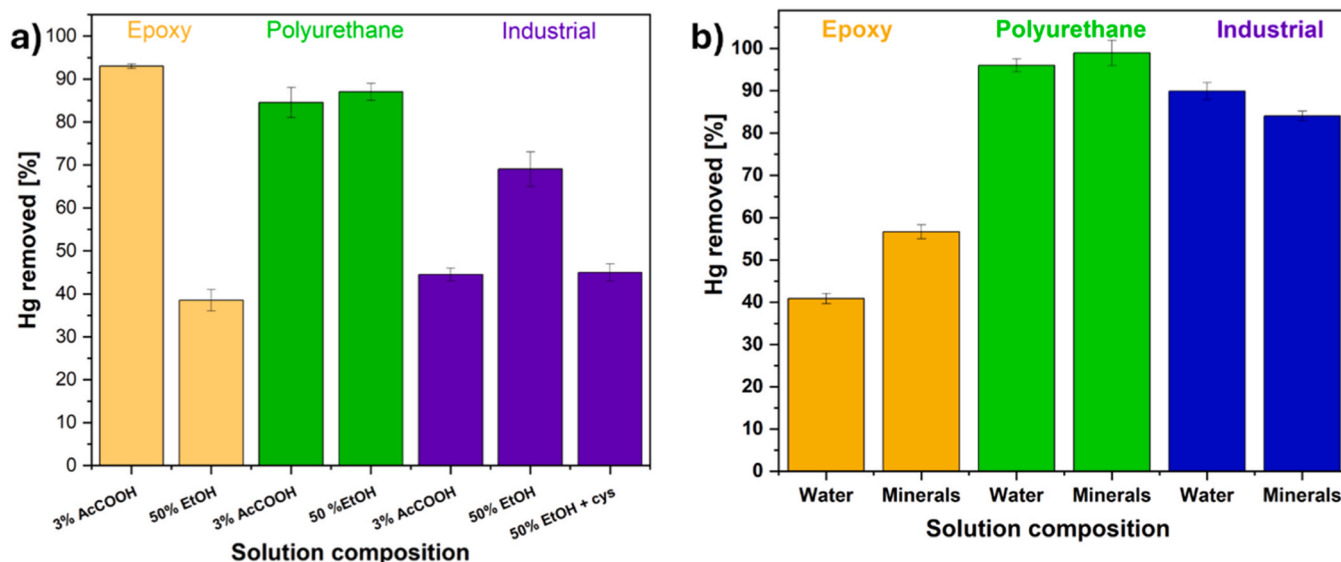 a)
Epoxy Polyurethane Industrial
100
90
80
70
60
50
40
30
20
10
0
Hg removed [%]
3% AcCOOH 50% EtOH 3% AcCOOH 50 %EtOH 3% AcCOOH 50% EtOH 50% EtOH + cys
Solution composition
b)
Epoxy Polyurethane Industrial
100
90
80
70
60
50
40
30
20
10
0
Hg removed [%]
Water Minerals Water Minerals Water Minerals
Solution composition